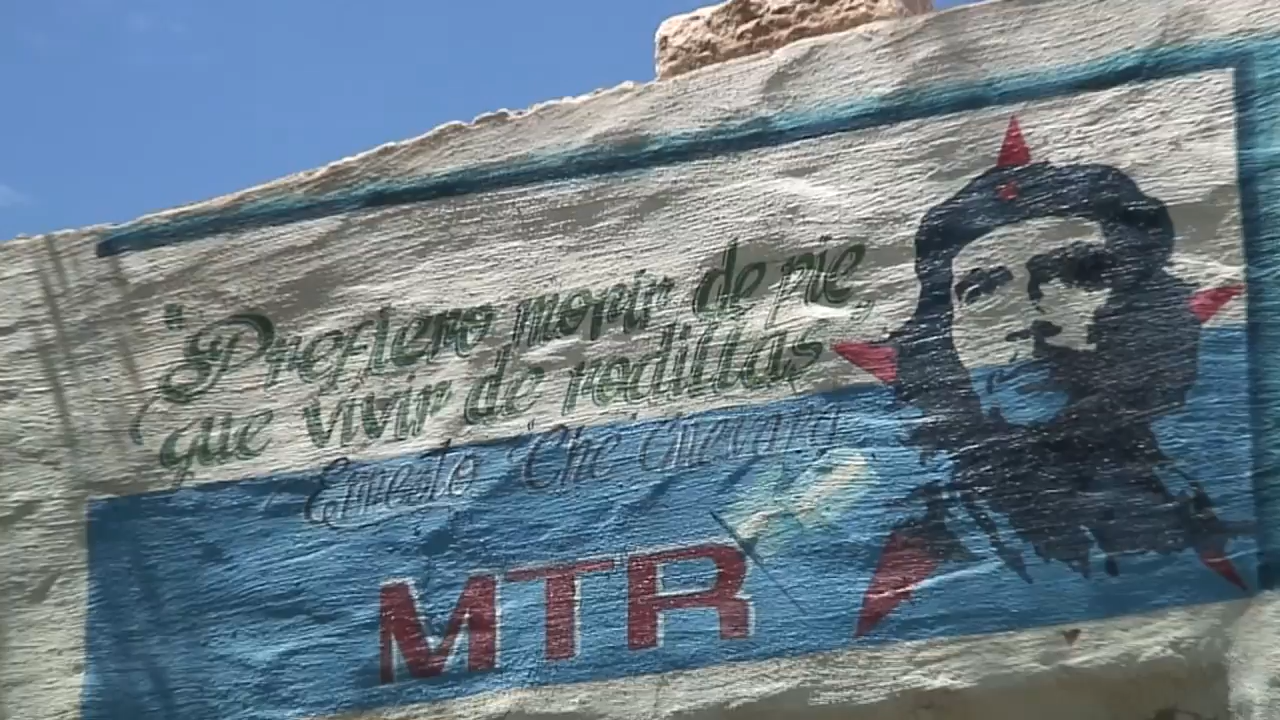 "Prefiero morir de pie,
que vivir de rodillas"
Ernesto "Che" Guevara
MTR